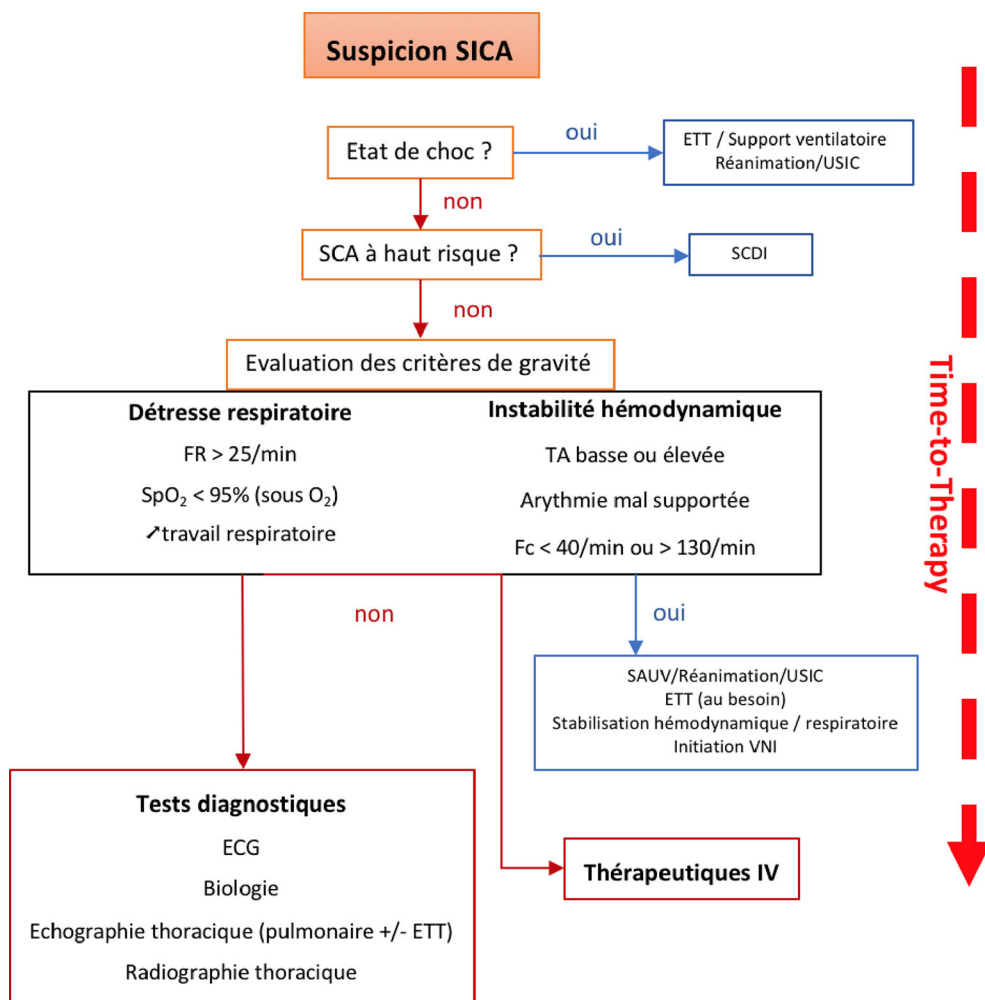 Suspicion SICA
Etat de choc ?
oui
ETT / Support ventilatoire
Réanimation/USIC
non
SCA à haut risque ?
oui
SCDI
non
Evaluation des critères de gravité
Détresse respiratoire
FR > 25/min
SpO₂ < 95% (sous O₂)
↗travail respiratoire
Instabilité hémodynamique
TA basse ou élevée
Arythmie mal supportée
Fc < 40/min ou > 130/min
non
oui
SAUV/Réanimation/USIC
ETT (au besoin)
Stabilisation hémodynamique / respiratoire
Initiation VNI
Tests diagnostiques
ECG
Biologie
Echographie thoracique (pulmonaire +/- ETT)
Radiographie thoracique
Thérapeutiques IV
Time-to-Therapy